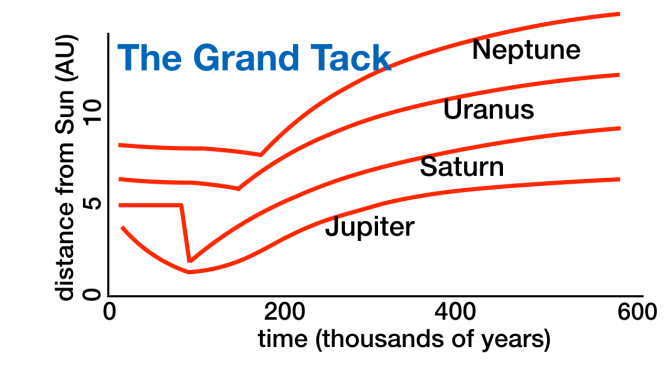 The Grand Tack
Neptune
Uranus
Saturn
Jupiter
distance from Sun (AU)
10
5
0
0 200 400 600
time (thousands of years)